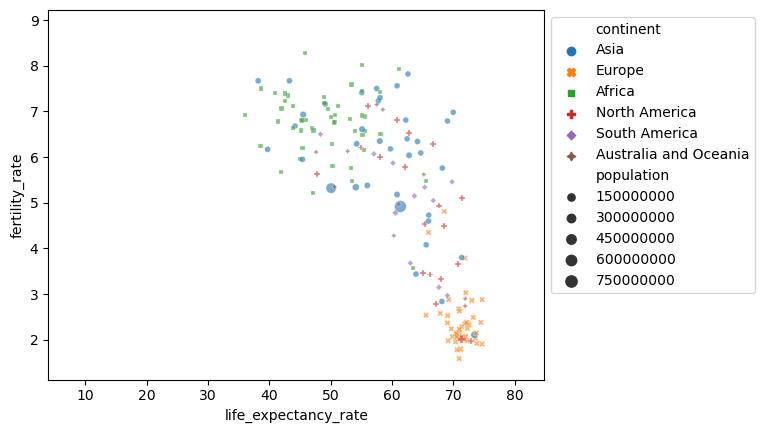 9
8
7
6
5
4
3
2
fertility_rate
10 20 30 40 50 60 70 80
life_expectancy_rate
continent
Asia
Europe
Africa
North America
South America
Australia and Oceania
population
150000000
300000000
450000000
600000000
750000000